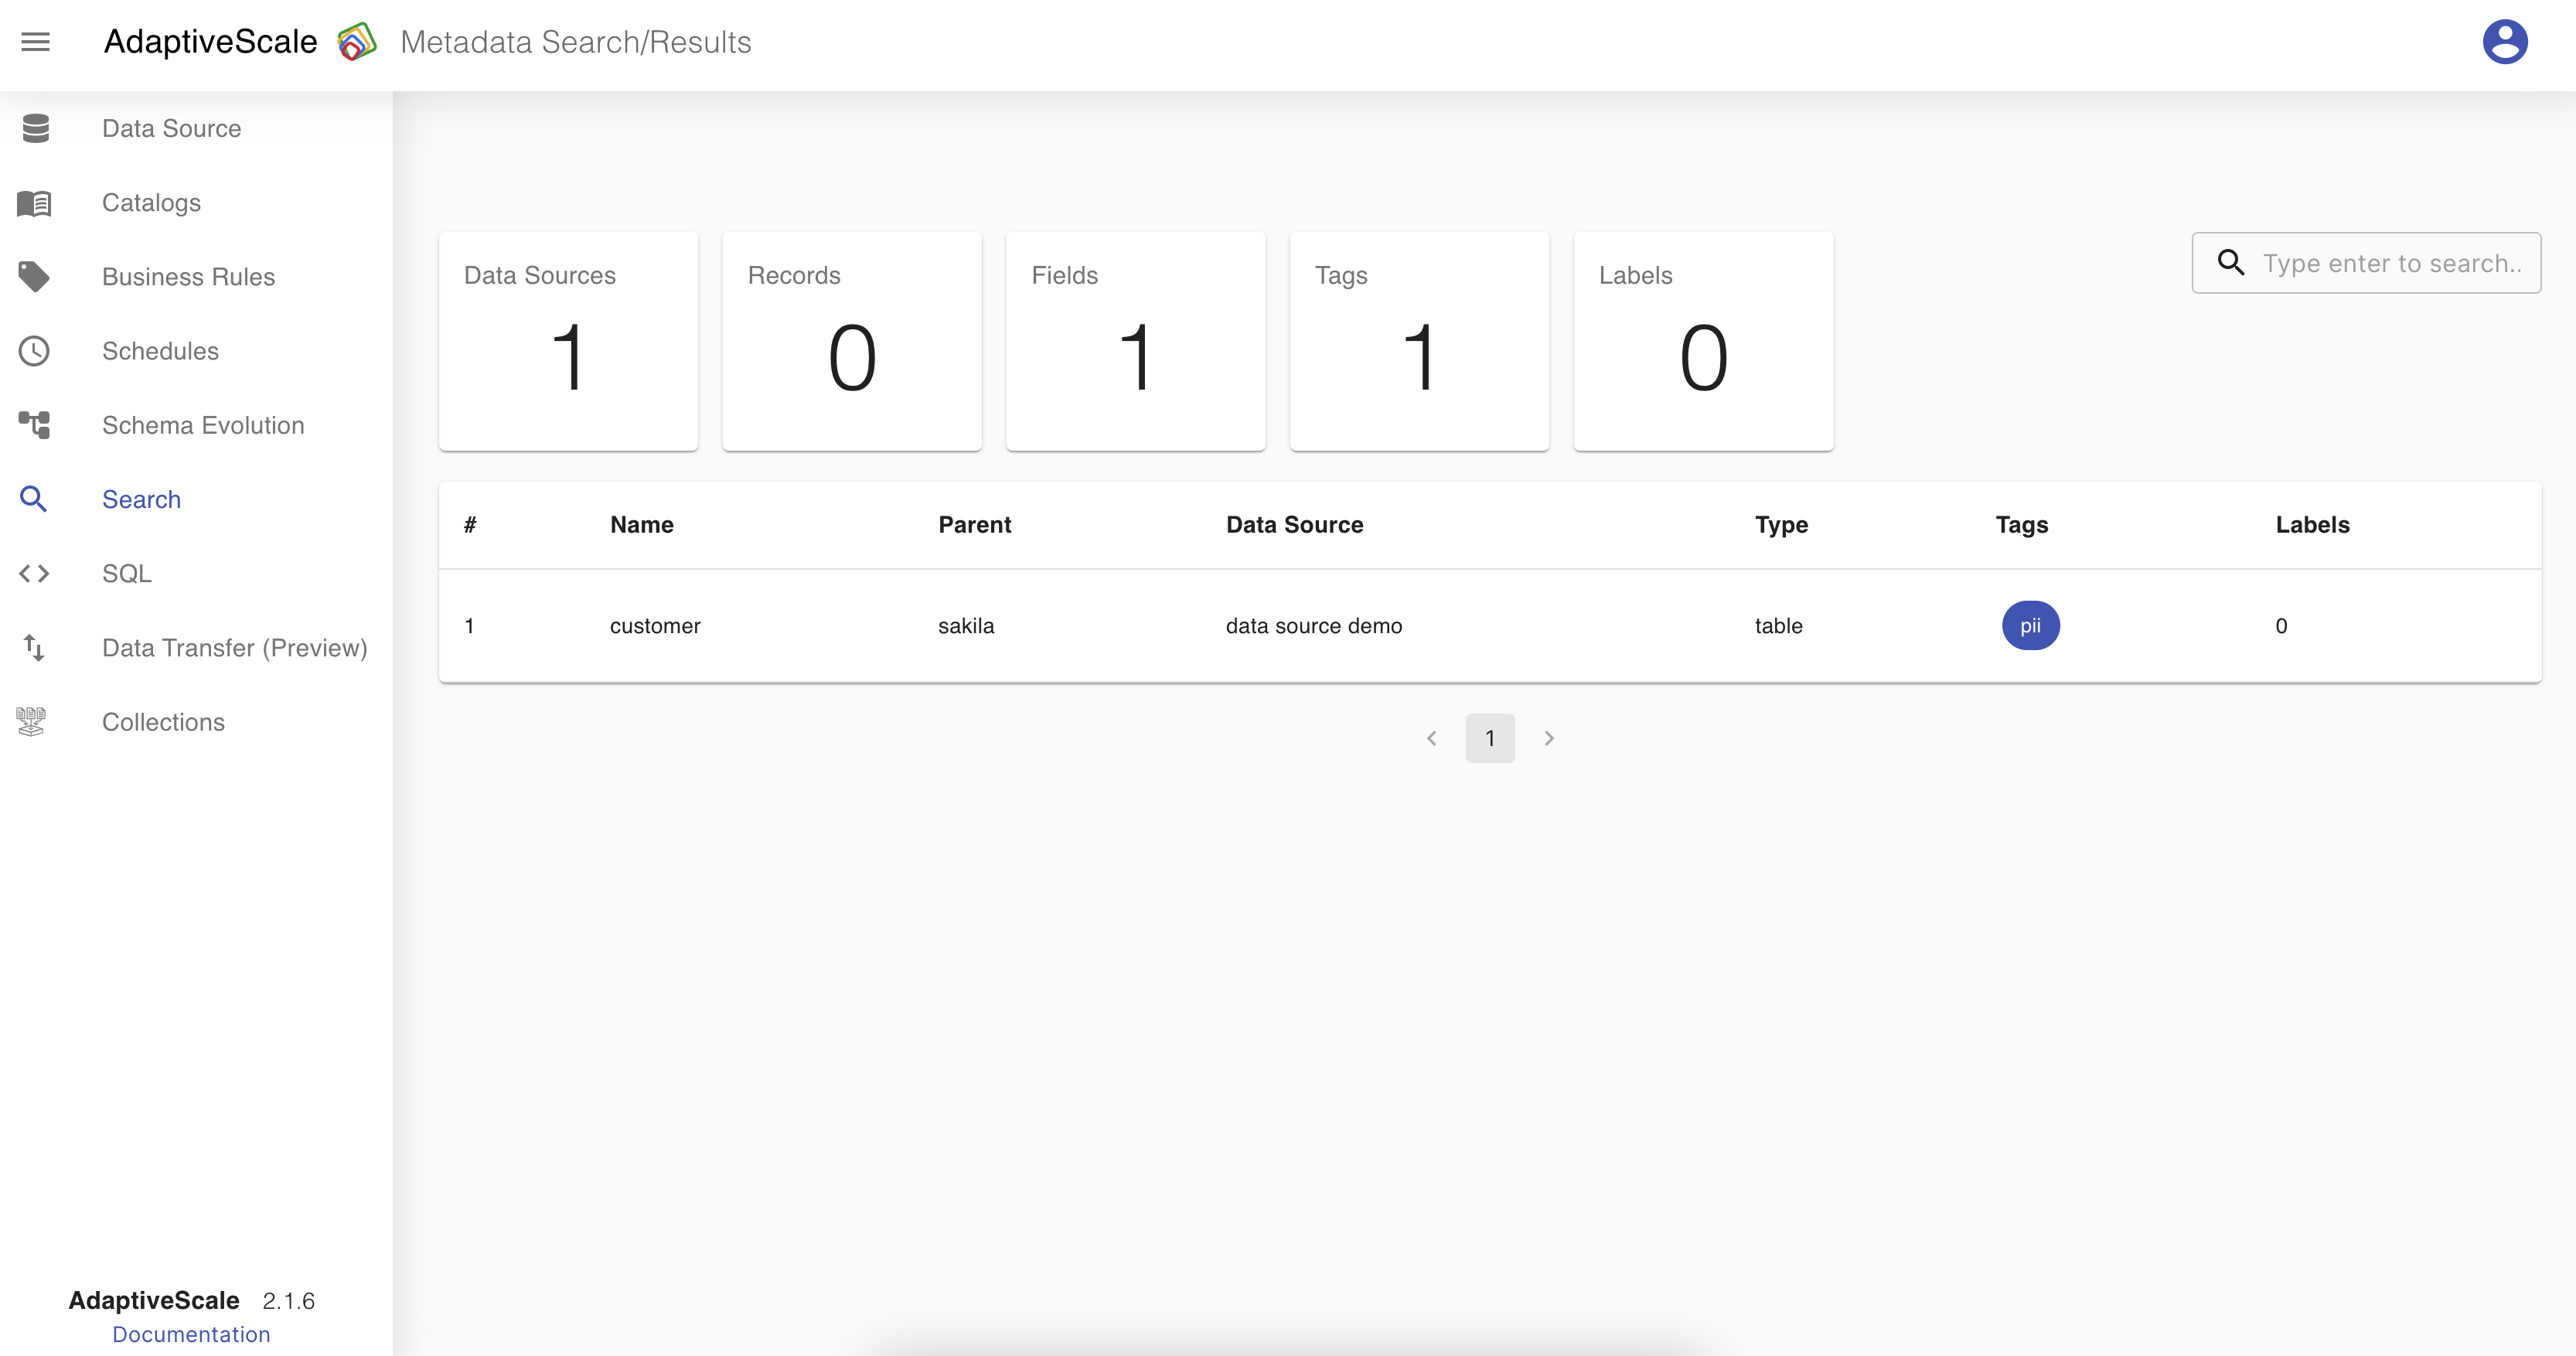 AdaptiveScale Metadata Search/Results
Data Source
Catalogs
Business Rules
Schedules
Schema Evolution
Search
SQL
Data Transfer (Preview)
Collections
AdaptiveScale 2.1.6
Documentation
Data Sources Records Fields Tags Labels
1 0 1 1 0
Type enter to search..
# Name Parent Data Source Type Tags Labels
1 customer sakila data source demo table pii 0
1